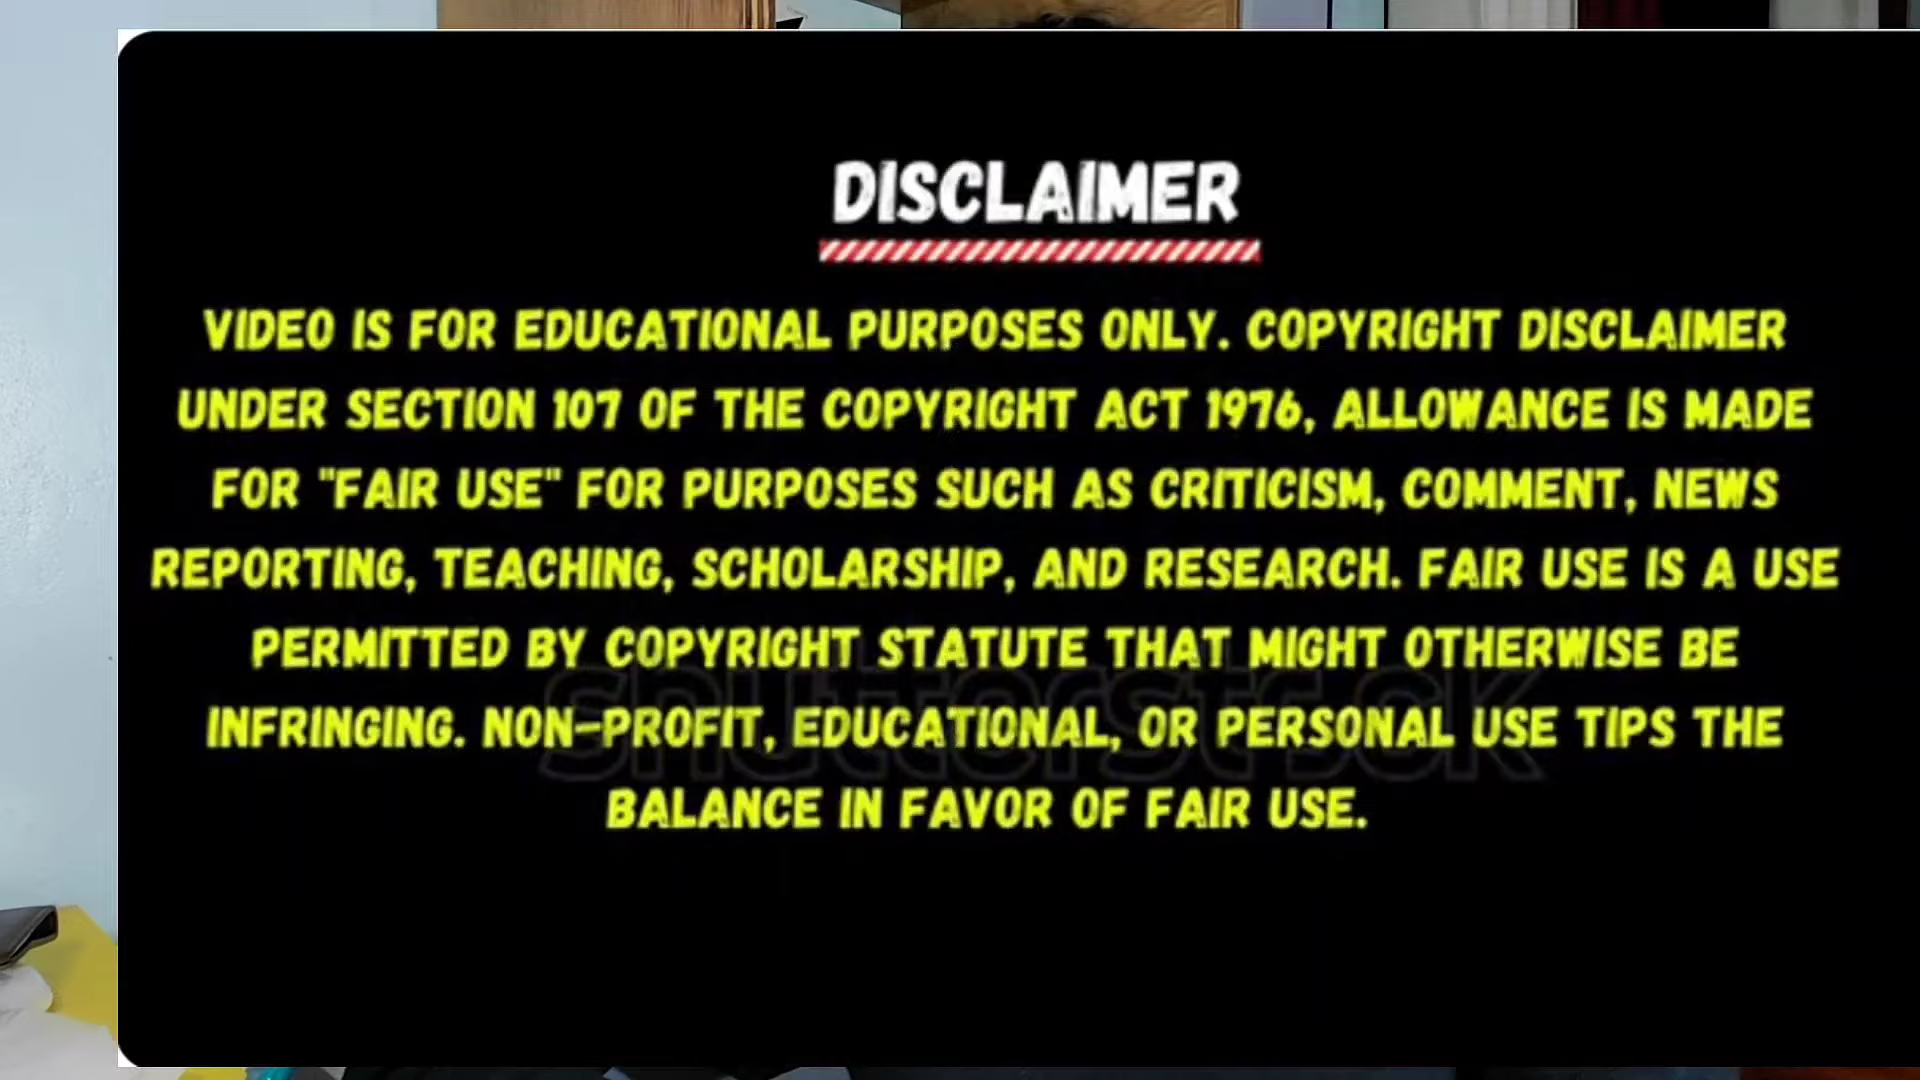 DISCLAIMER
VIDEO IS FOR EDUCATIONAL PURPOSES ONLY. COPYRIGHT DISCLAIMER
UNDER SECTION 107 OF THE COPYRIGHT ACT 1976, ALLOWANCE IS MADE
FOR "FAIR USE" FOR PURPOSES SUCH AS CRITICISM, COMMENT, NEWS
REPORTING, TEACHING, SCHOLARSHIP, AND RESEARCH. FAIR USE IS A USE
PERMITTED BY COPYRIGHT STATUTE THAT MIGHT OTHERWISE BE
shutterstock
INFRINGING. NON-PROFIT, EDUCATIONAL, OR PERSONAL USE TIPS THE
BALANCE IN FAVOR OF FAIR USE.